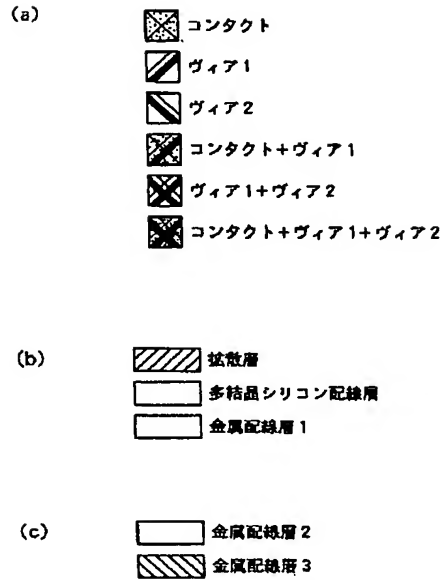 (a)
コンタクト
ヴィア1
ヴィア2
コンタクト+ヴィア1
ヴィア1+ヴィア2
コンタクト+ヴィア1+ヴィア2
(b)
拡散層
多結晶シリコン配線層
金属配線層1
(c)
金属配線層2
金属配線層3